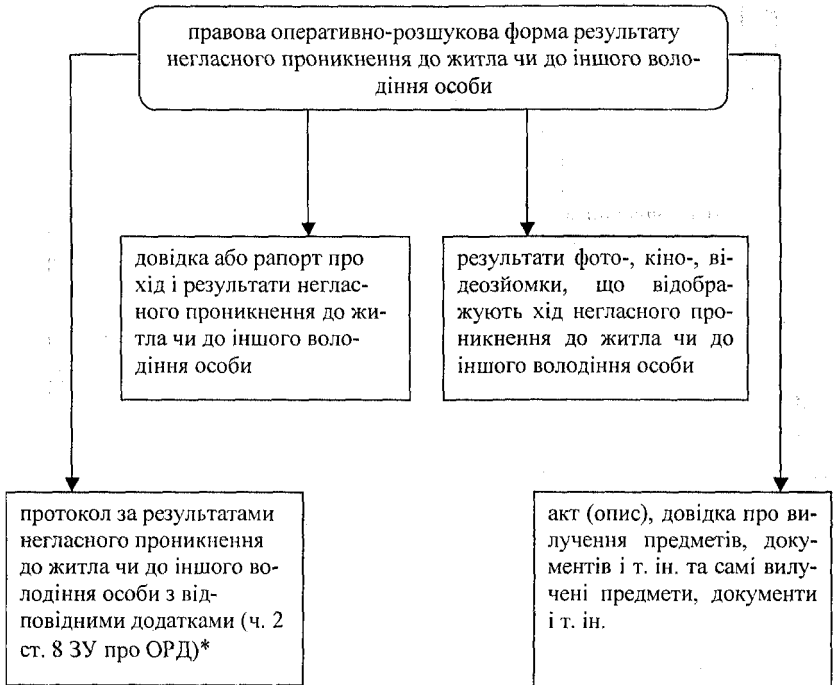 правова оперативно-розшукова форма результату
негласного проникнення до житла чи до іншого воло-
діння особи
довідка або рапорт про
хід і результати неглас-
ного проникнення до жи-
тла чи до іншого воло-
діння особи
результати фото-, кіно-, ві-
деозйомки, що відобра-
жують хід негласного про-
никнення до житла чи до
іншого володіння особи
протокол за результатами
негласного проникнення
до житла чи до іншого во-
лодіння особи з від-
повідними додатками (ч. 2
ст. 8 ЗУ про ОРД)*
акт (опис), довідка про ви-
лучення предметів, доку-
ментів і т. ін. та самі вилу-
чені предмети, документи
і т. ін.